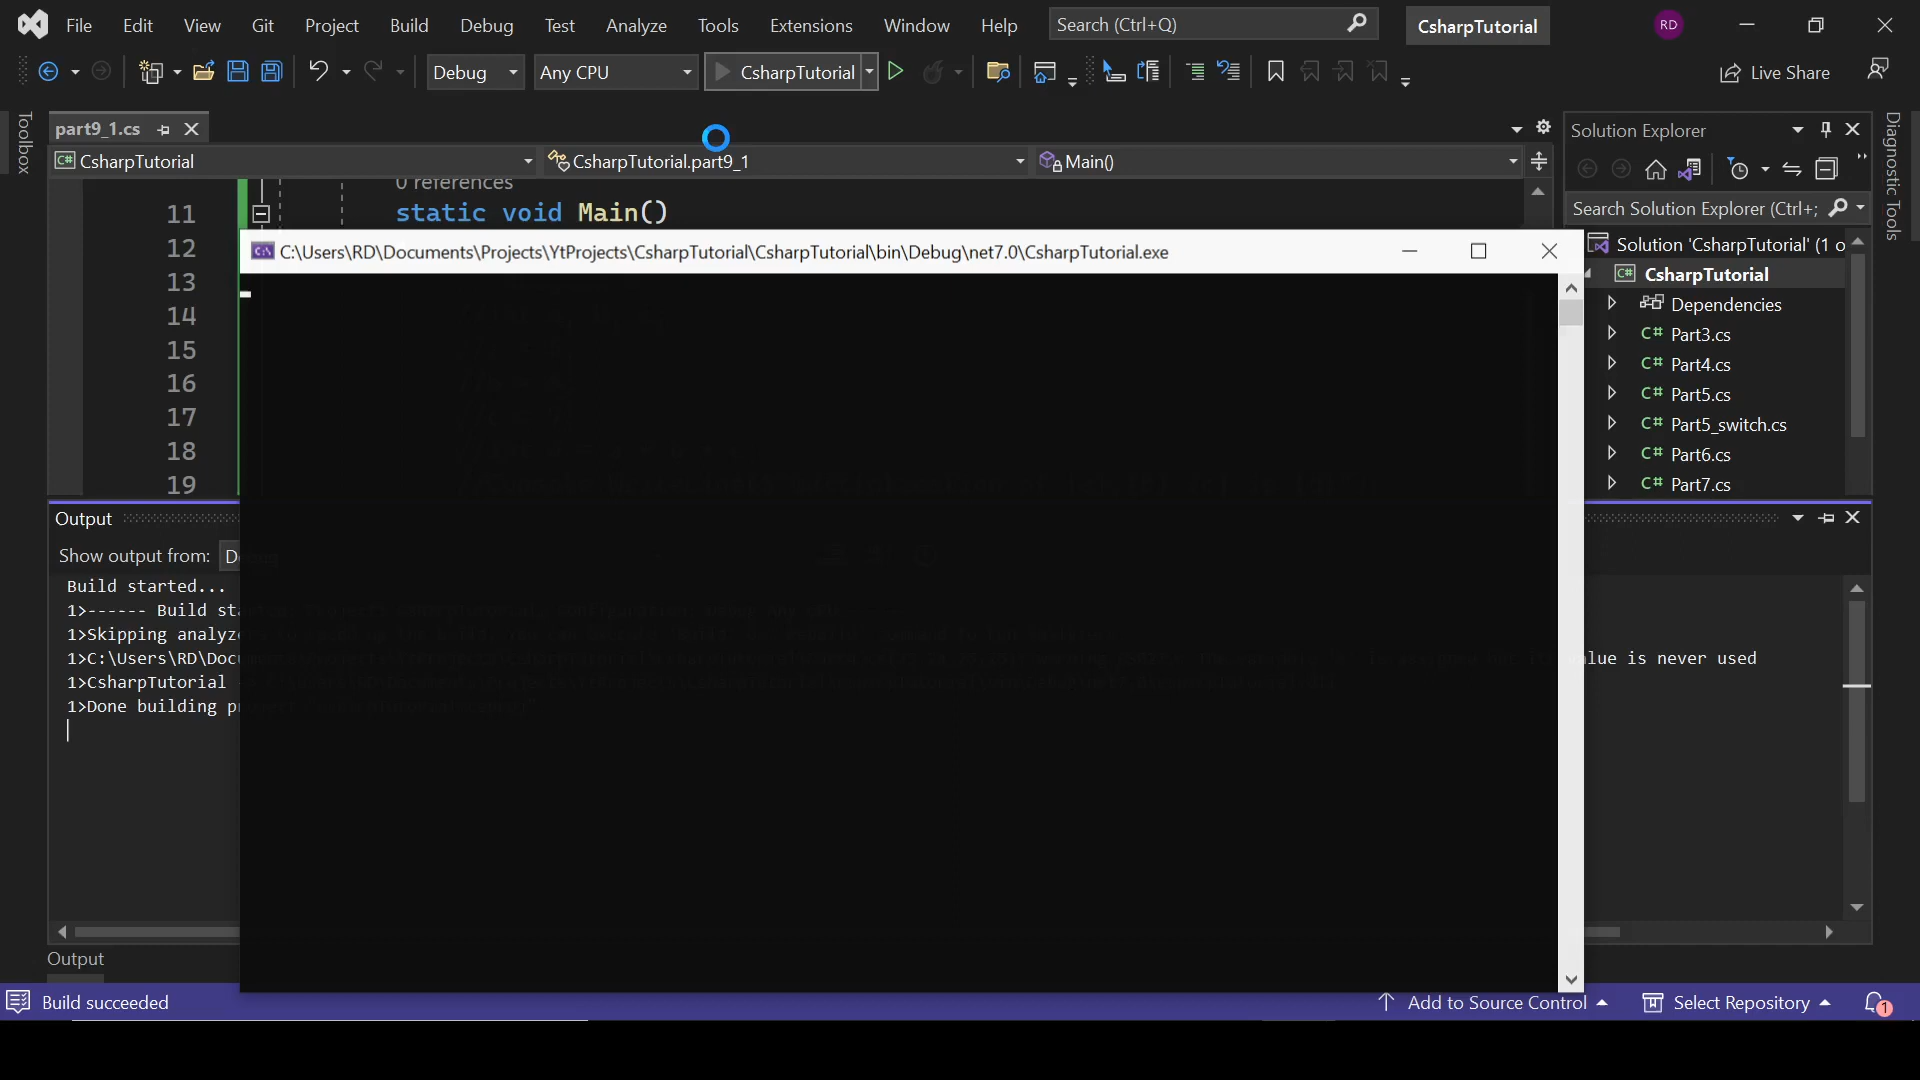 File Edit View Git Project Build Debug Test Analyze Tools Extensions Window Help Search (Ctrl+Q) CsharpTutorial RD
Debug Any CPU CsharpTutorial Live Share
Toolbox
part9_1.cs
CsharpTutorial CsharpTutorial.part9_1 Main()
0 references
11 static void Main()
12
13
14
15
16
17
18
19
C:\Users\RD\Documents\Projects\YtProjects\CsharpTutorial\CsharpTutorial\bin\Debug\net7.0\CsharpTutorial.exe
Solution Explorer
Search Solution Explorer (Ctrl+;
Solution 'CsharpTutorial' (1 o
C# CsharpTutorial
Dependencies
C# Part3.cs
C# Part4.cs
C# Part5.cs
C# Part5_switch.cs
C# Part6.cs
C# Part7.cs
Diagnostic Tools
Output
Show output from:
Build started...
1>------ Build
1>Skipping
1>C:\Users\RD\ is never used
1>CsharpTutorial
1>Done building
Output
Build succeeded Add to Source Control Select Repository 1